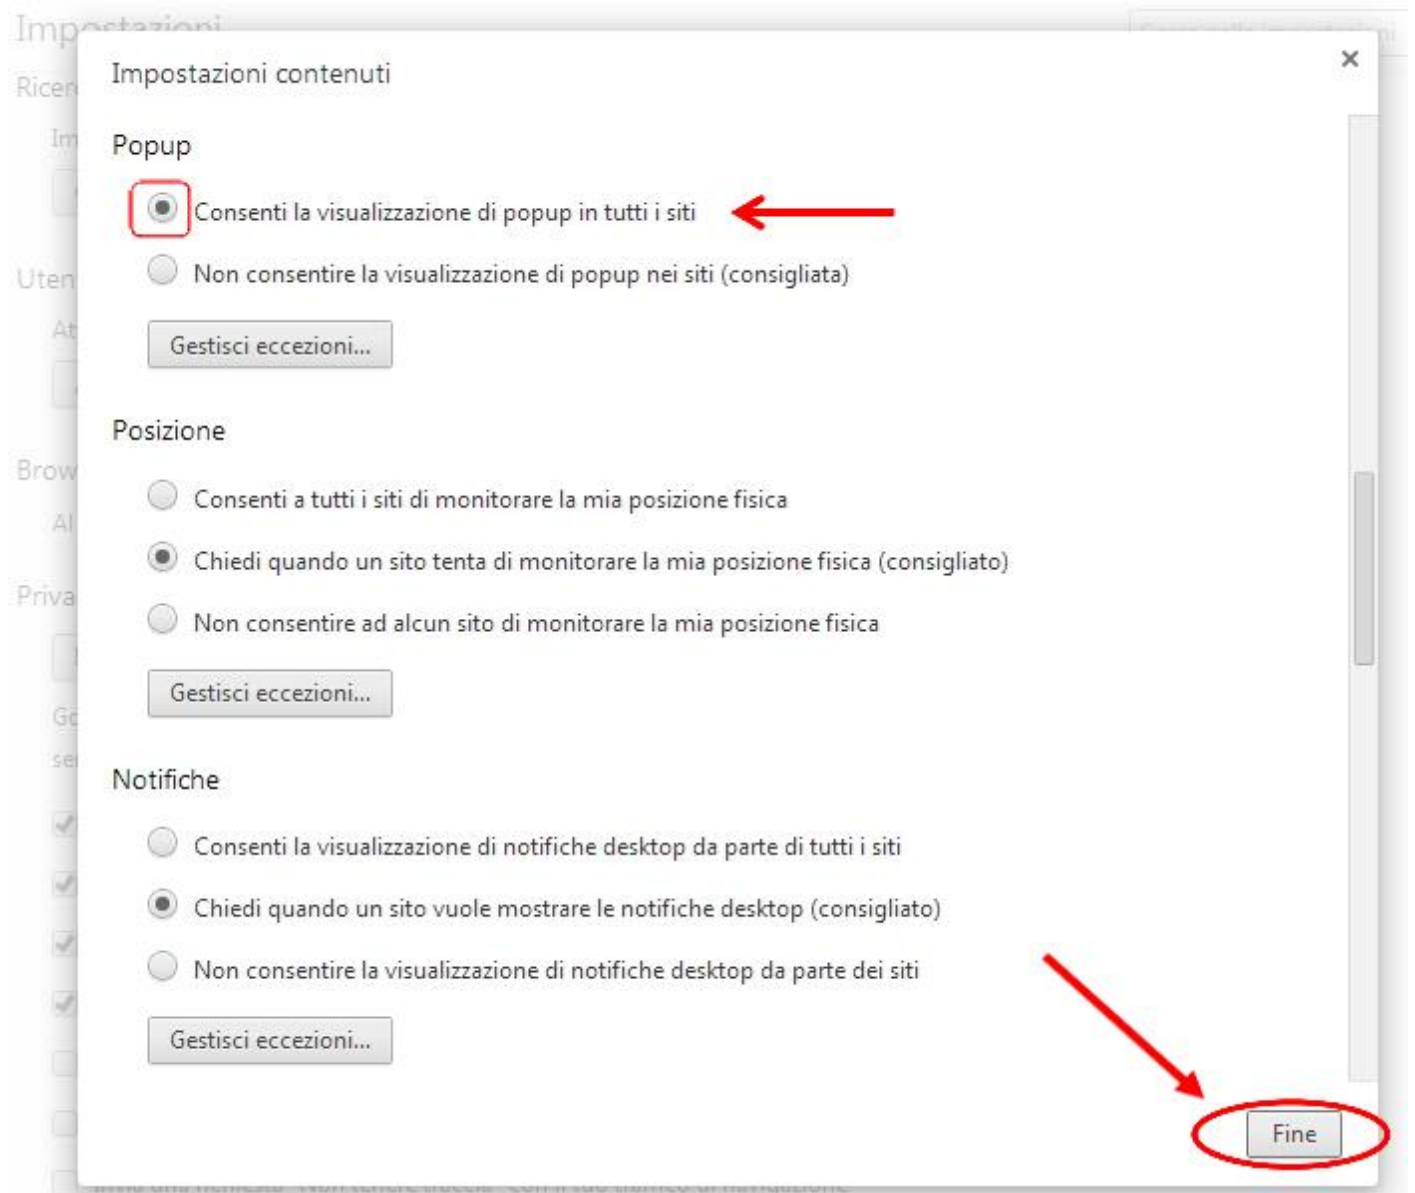 Impostazioni
Impostazioni contenuti
Popup
Consenti la visualizzazione di popup in tutti i siti
Non consentire la visualizzazione di popup nei siti (consigliata)
Gestisci eccezioni...
Posizione
Consenti a tutti i siti di monitorare la mia posizione fisica
Chiedi quando un sito tenta di monitorare la mia posizione fisica (consigliato)
Non consentire ad alcun sito di monitorare la mia posizione fisica
Gestisci eccezioni...
Notifiche
Consenti la visualizzazione di notifiche desktop da parte di tutti i siti
Chiedi quando un sito vuole mostrare le notifiche desktop (consigliato)
Non consentire la visualizzazione di notifiche desktop da parte dei siti
Gestisci eccezioni...
Fine